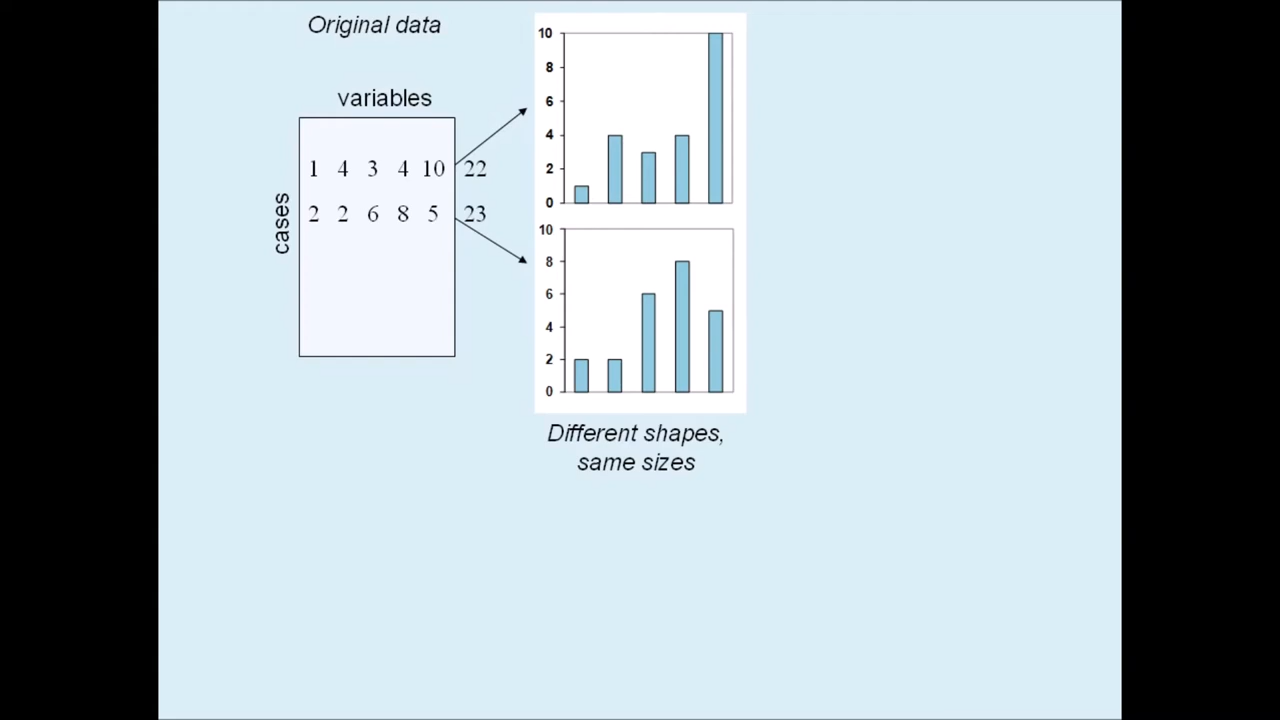 Original data
variables
cases
1 4 3 4 10 22
2 2 6 8 5 23
10
8
6
4
2
0
10
8
6
4
2
0
Different shapes,
same sizes